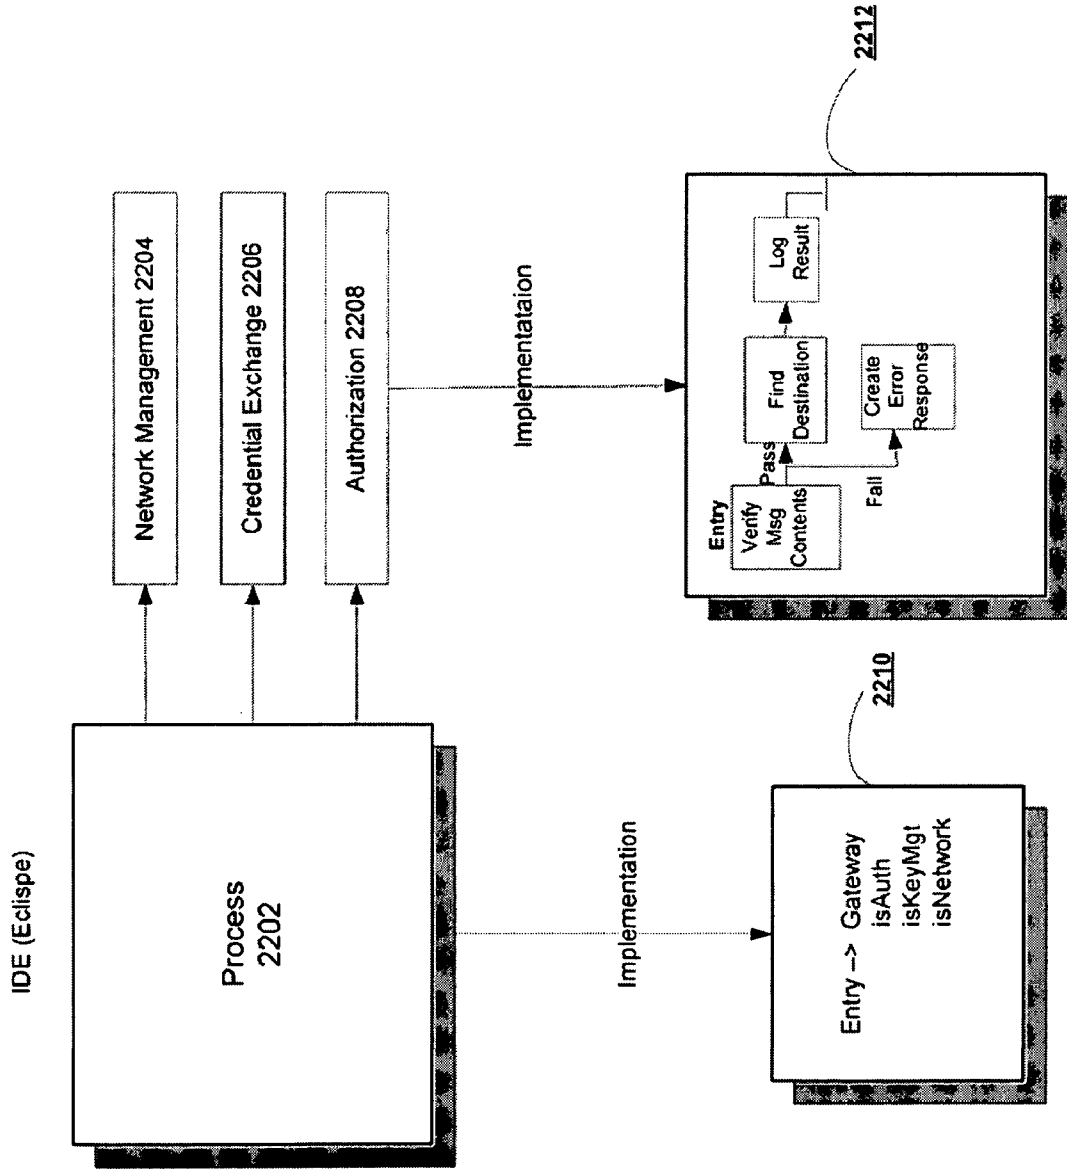 IDE (Eclispe)
Process
2202
Network Management 2204
Credential Exchange 2206
Authorization 2208
Implementation
Implementataion
Entry --> Gateway
isAuth
isKeyMgt
isNetwork
2210
Entry
Verify
Msg
Contents
Pass
Fail
Find
Destination
Create
Error
Response
Log
Result
2212